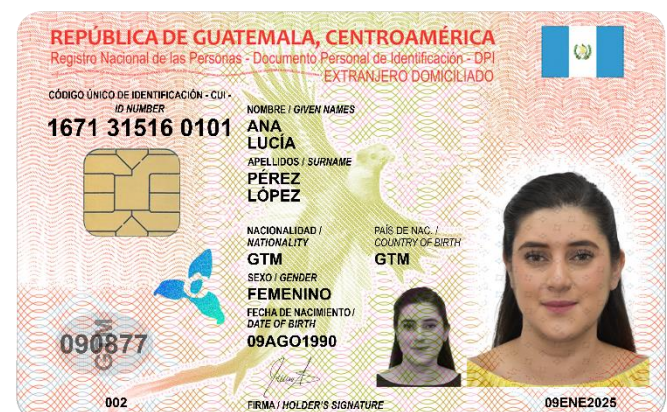 REPÚBLICA DE GUATEMALA, CENTROAMÉRICA
Registro Nacional de las Personas - Documento Personal de Identificación - DPI
EXTRANJERO DOMICILIADO
CÓDIGO ÚNICO DE IDENTIFICACIÓN - CUI -
ID NUMBER
1671 31516 0101
NOMBRE / GIVEN NAMES
ANA
LUCÍA
APELLIDOS / SURNAME
PÉREZ
LÓPEZ
NACIONALIDAD /
NATIONALITY
GTM
PAÍS DE NAC. /
COUNTRY OF BIRTH
GTM
SEXO / GENDER
FEMENINO
FECHA DE NACIMIENTO /
DATE OF BIRTH
09AGO1990
090877
GTM
002
FIRMA / HOLDER'S SIGNATURE
09ENE2025